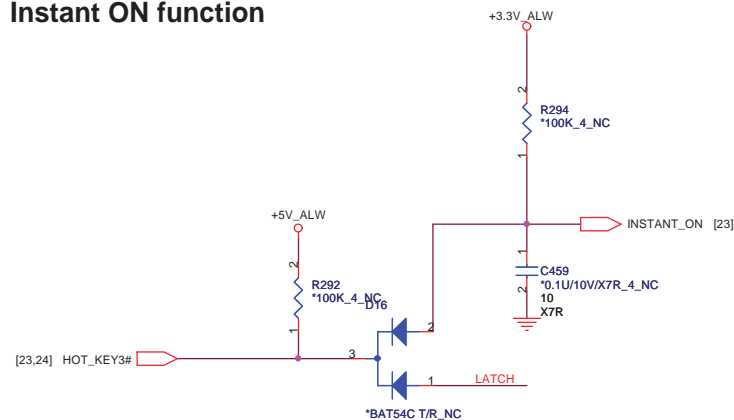 Instant ON function
+3.3V_ALW
2
R294
*100K_4_NC
1
+5V_ALW
INSTANT_ON [23]
2
R292
*100K_4_NC
1
1
C459
*0.1U/10V/X7R_4_NC
2
10
X7R
D16
2
[23,24] HOT_KEY3#
3
1
LATCH
*BAT54C T/R_NC